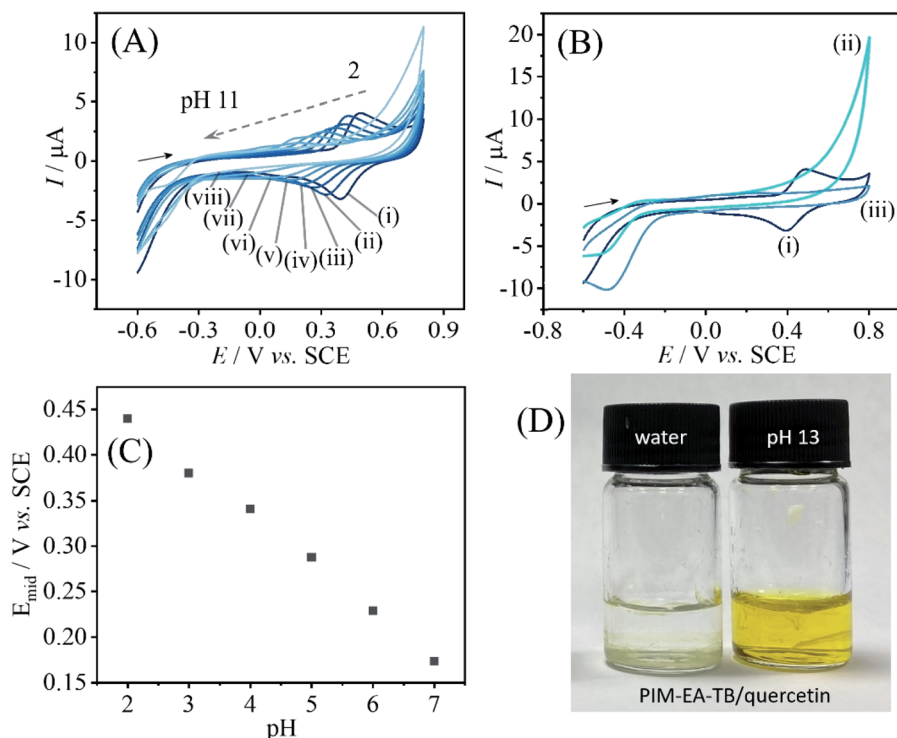 (A)
10
5
0
-5
-10
I / μA
pH 11
2
(viii)
(vii)
(vi)
(v)
(iv)
(iii)
(ii)
(i)
-0.6 -0.3 0.0 0.3 0.6 0.9
E / V vs. SCE
(B)
20
15
10
5
0
-5
-10
I / μA
(ii)
(i)
(iii)
-0.8 -0.4 0.0 0.4 0.8
E / V vs. SCE
(C)
0.45
0.40
0.35
0.30
0.25
0.20
0.15
Emid / V vs. SCE
2 3 4 5 6 7
pH
(D)
water
pH 13
PIM-EA-TB/quercetin